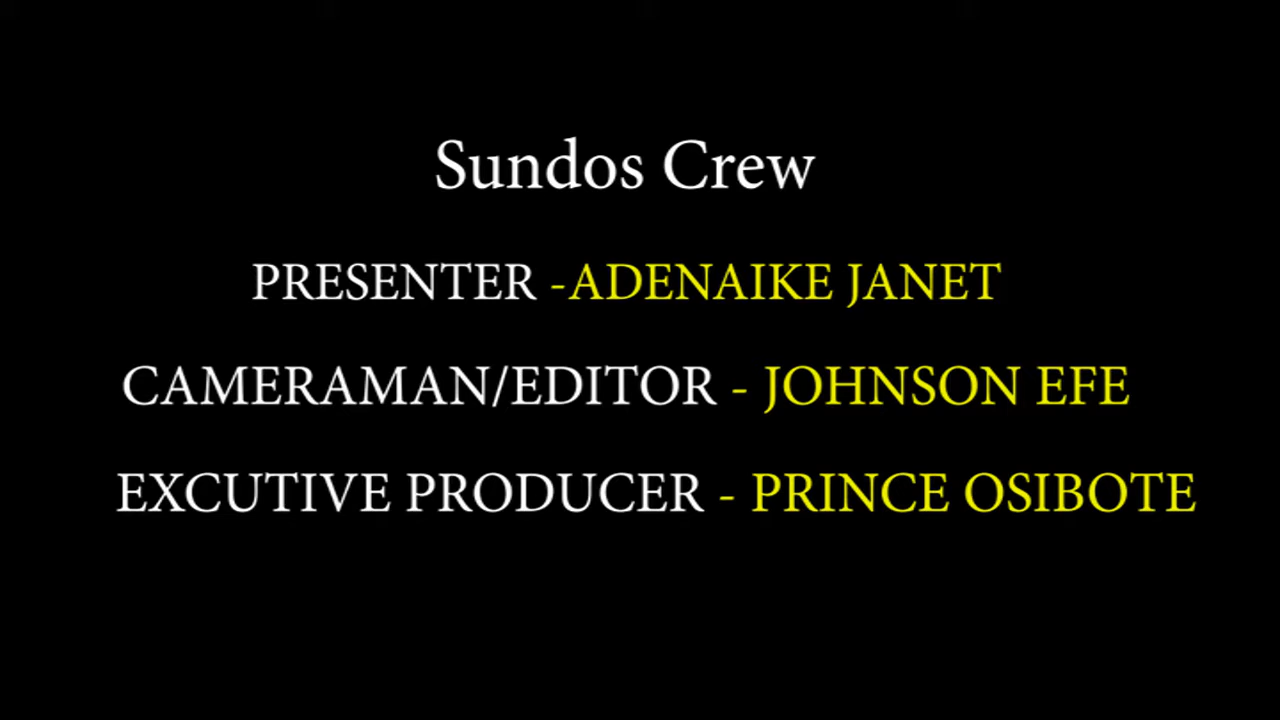 Sundos Crew
PRESENTER -ADENAIKE JANET
CAMERAMAN/EDITOR - JOHNSON EFE
EXCUTIVE PRODUCER - PRINCE OSIBOTE